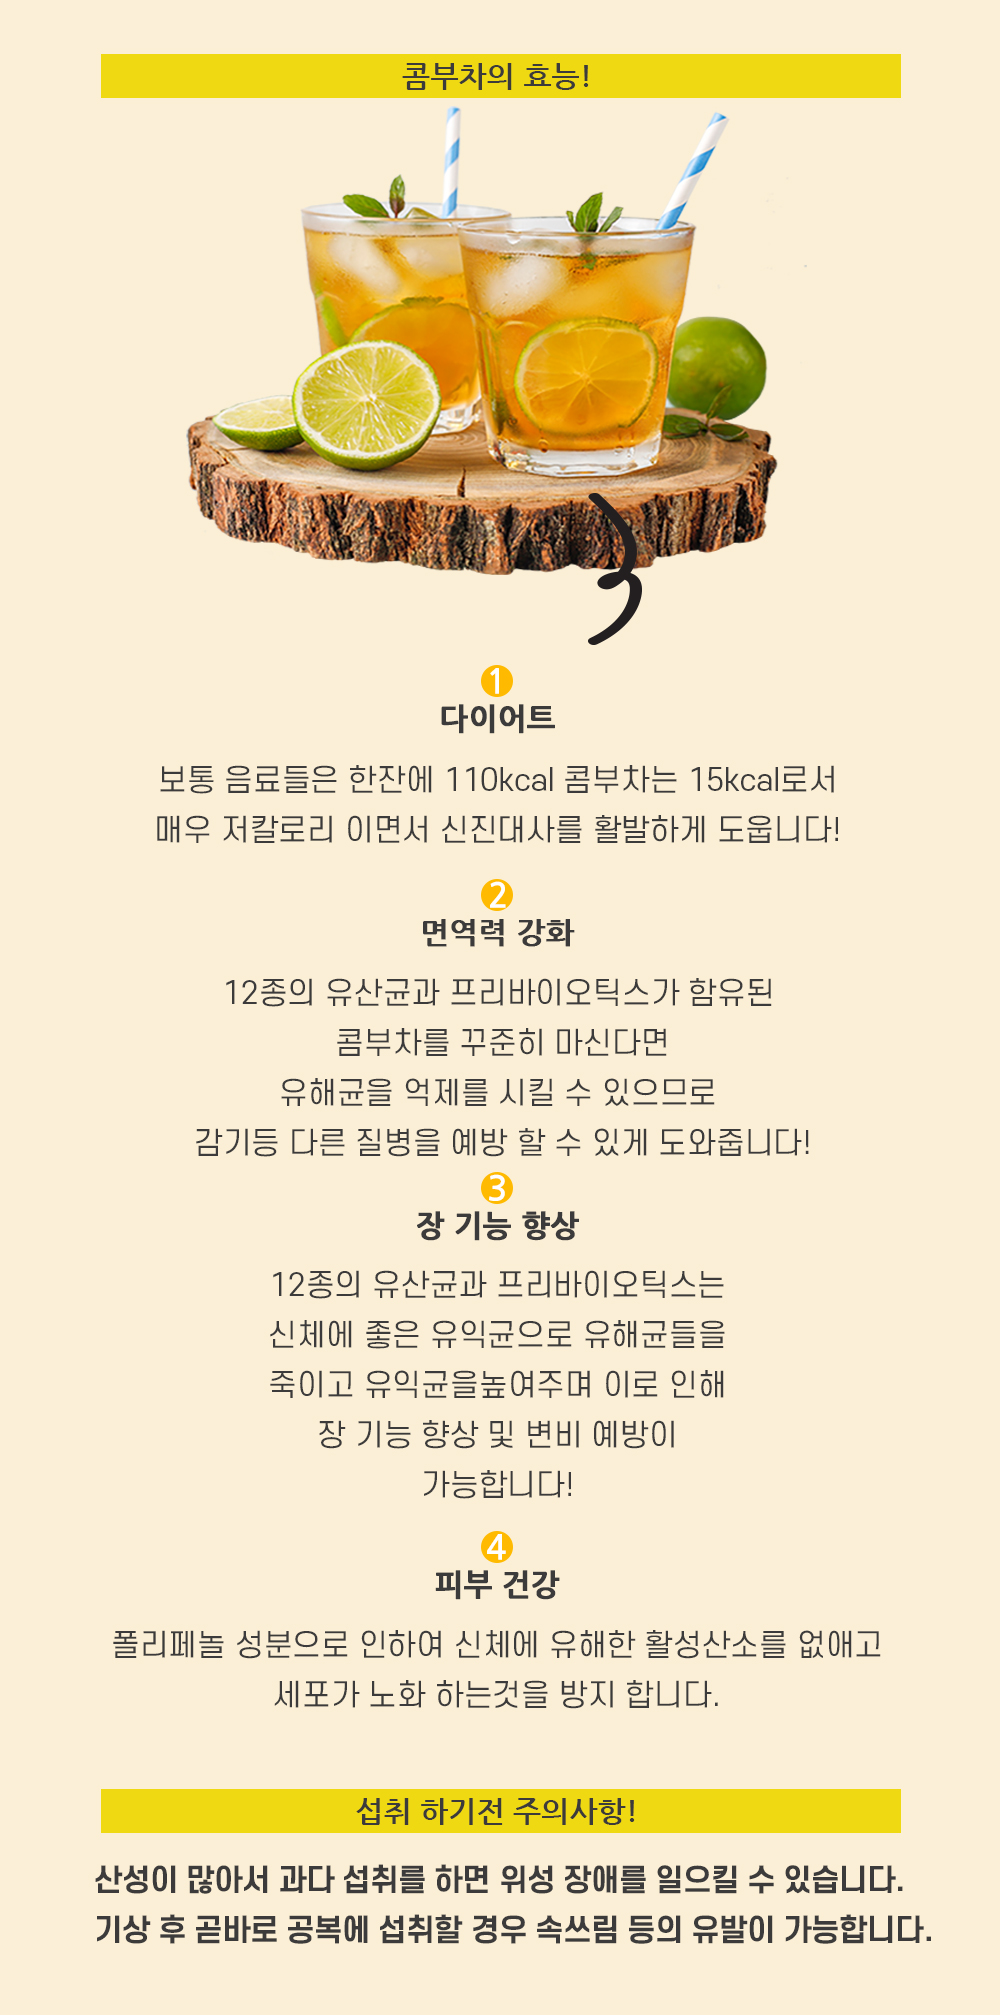 콤부차의 효능!
1
다이어트
보통 음료들은 한잔에 110kcal 콤부차는 15kcal로서
매우 저칼로리 이면서 신진대사를 활발하게 도웁니다!
2
면역력 강화
12종의 유산균과 프리바이오틱스가 함유된
콤부차를 꾸준히 마신다면
유해균을 억제를 시킬 수 있으므로
감기등 다른 질병을 예방 할 수 있게 도와줍니다!
3
장 기능 향상
12종의 유산균과 프리바이오틱스는
신체에 좋은 유익균으로 유해균들을
죽이고 유익균을높여주며 이로 인해
장 기능 향상 및 변비 예방이
가능합니다!
4
피부 건강
폴리페놀 성분으로 인하여 신체에 유해한 활성산소를 없애고
세포가 노화 하는것을 방지 합니다.
섭취 하기전 주의사항!
산성이 많아서 과다 섭취를 하면 위성 장애를 일으킬 수 있습니다.
기상 후 곧바로 공복에 섭취할 경우 속쓰림 등의 유발이 가능합니다.